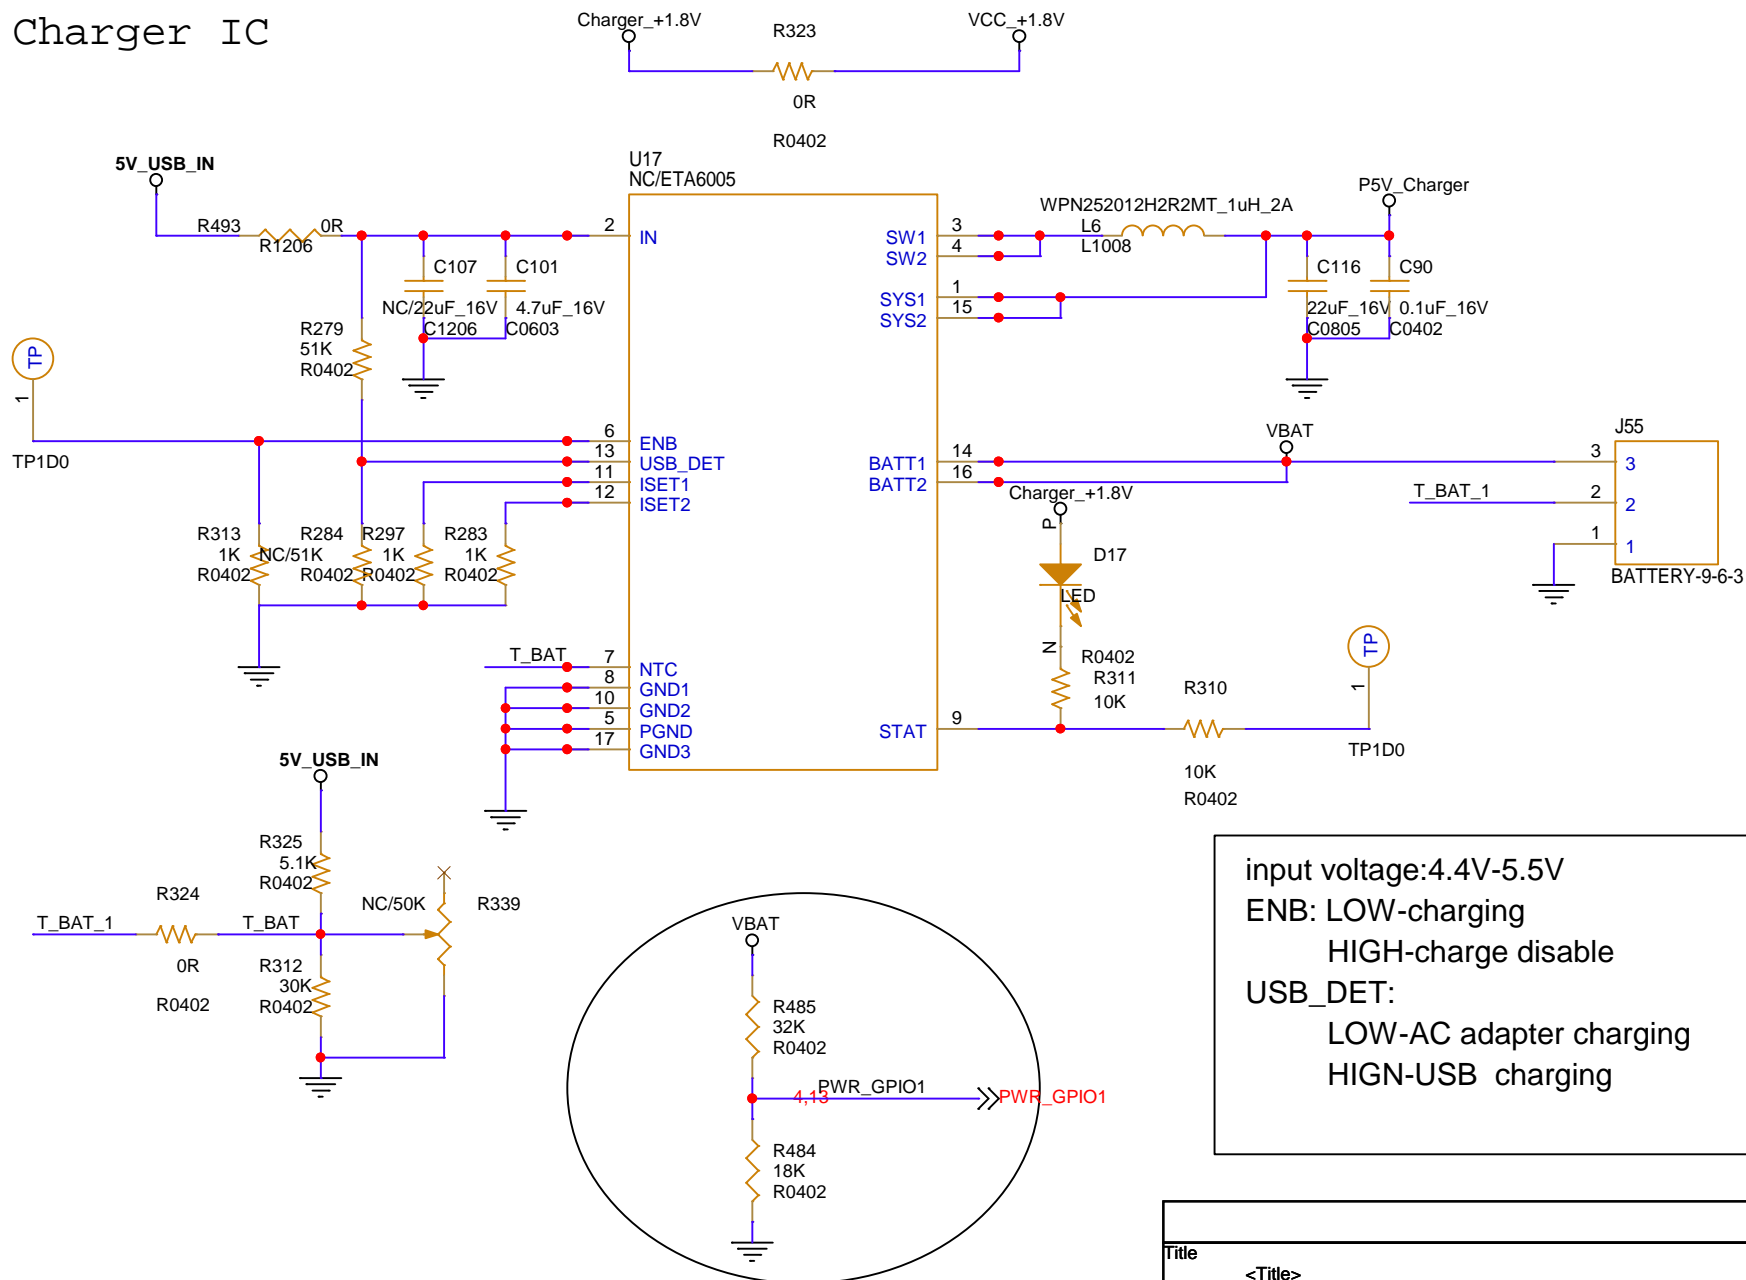 Charger IC
Charger_+1.8V
R323
VCC_+1.8V
0R
R0402
5V_USB_IN
U17
NC/ETA6005
R493
0R
R1206
2
IN
C107
C101
NC/22uF_16V
4.7uF_16V
C1206
C0603
R279
51K
R0402
TP
1
TP1D0
6
ENB
13
USB_DET
11
ISET1
12
ISET2
R313
1K
R0402
R284
NC/51K
R0402
R297
1K
R0402
R283
1K
R0402
T_BAT
7
NTC
8
GND1
10
GND2
5
PGND
17
GND3
3
SW1
4
SW2
1
SYS1
15
SYS2
WPN252012H2R2MT_1uH_2A
L6
L1008
P5V_Charger
C116
C90
22uF_16V
0.1uF_16V
C0805
C0402
14
BATT1
16
BATT2
VBAT
J55
3
3
T_BAT_1
2
2
1
1
BATTERY-9-6-3
Charger_+1.8V
P
D17
LED
N
R0402
R311
10K
9
STAT
R310
10K
R0402
TP
1
TP1D0
5V_USB_IN
R325
5.1K
R0402
R324
T_BAT_1
T_BAT
0R
R0402
NC/50K
R339
R312
30K
R0402
VBAT
R485
32K
R0402
4,13
PWR_GPIO1
PWR_GPIO1
R484
18K
R0402
input voltage:4.4V-5.5V
ENB: LOW-charging
HIGH-charge disable
USB_DET:
LOW-AC adapter charging
HIGN-USB charging
Title
<Title>